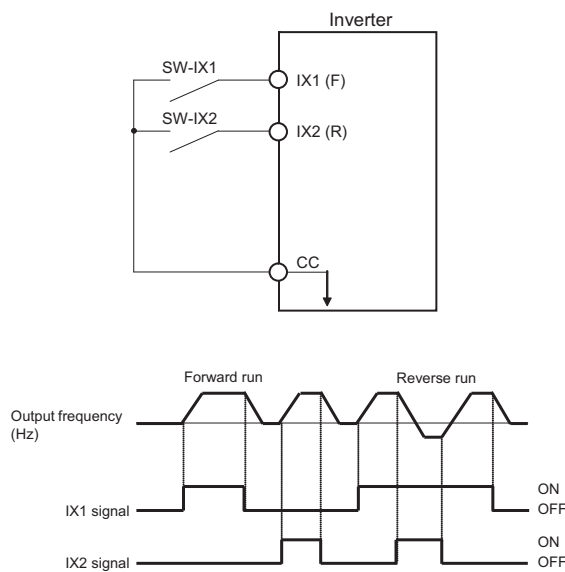 Inverter
SW-IX1
IX1 (F)
SW-IX2
IX2 (R)
CC
Forward run
Reverse run
Output frequency
(Hz)
ON
OFF
IX1 signal
ON
OFF
IX2 signal